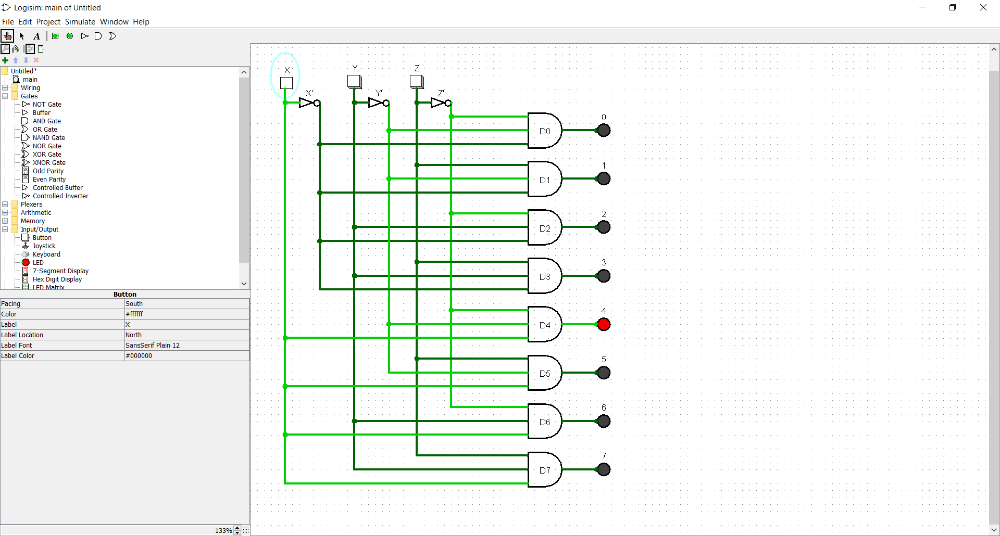 Logisim: main of Untitled
File Edit Project Simulate Window Help
A
Untitled*
main
Wiring
Gates
NOT Gate
Buffer
AND Gate
OR Gate
NAND Gate
NOR Gate
XOR Gate
XNOR Gate
Odd Parity
Even Parity
Controlled Buffer
Controlled Inverter
Plexers
Arithmetic
Memory
Input/Output
Button
Joystick
Keyboard
LED
7-Segment Display
Hex Digit Display
LED Matrix
Button
Facing South
Color #ffffff
Label X
Label Location North
Label Font SansSerif Plain 12
Label Color #000000
133%
X Y Z
X' Y' Z'
D0 0
D1 1
D2 2
D3 3
D4 4
D5 5
D6 6
D7 7